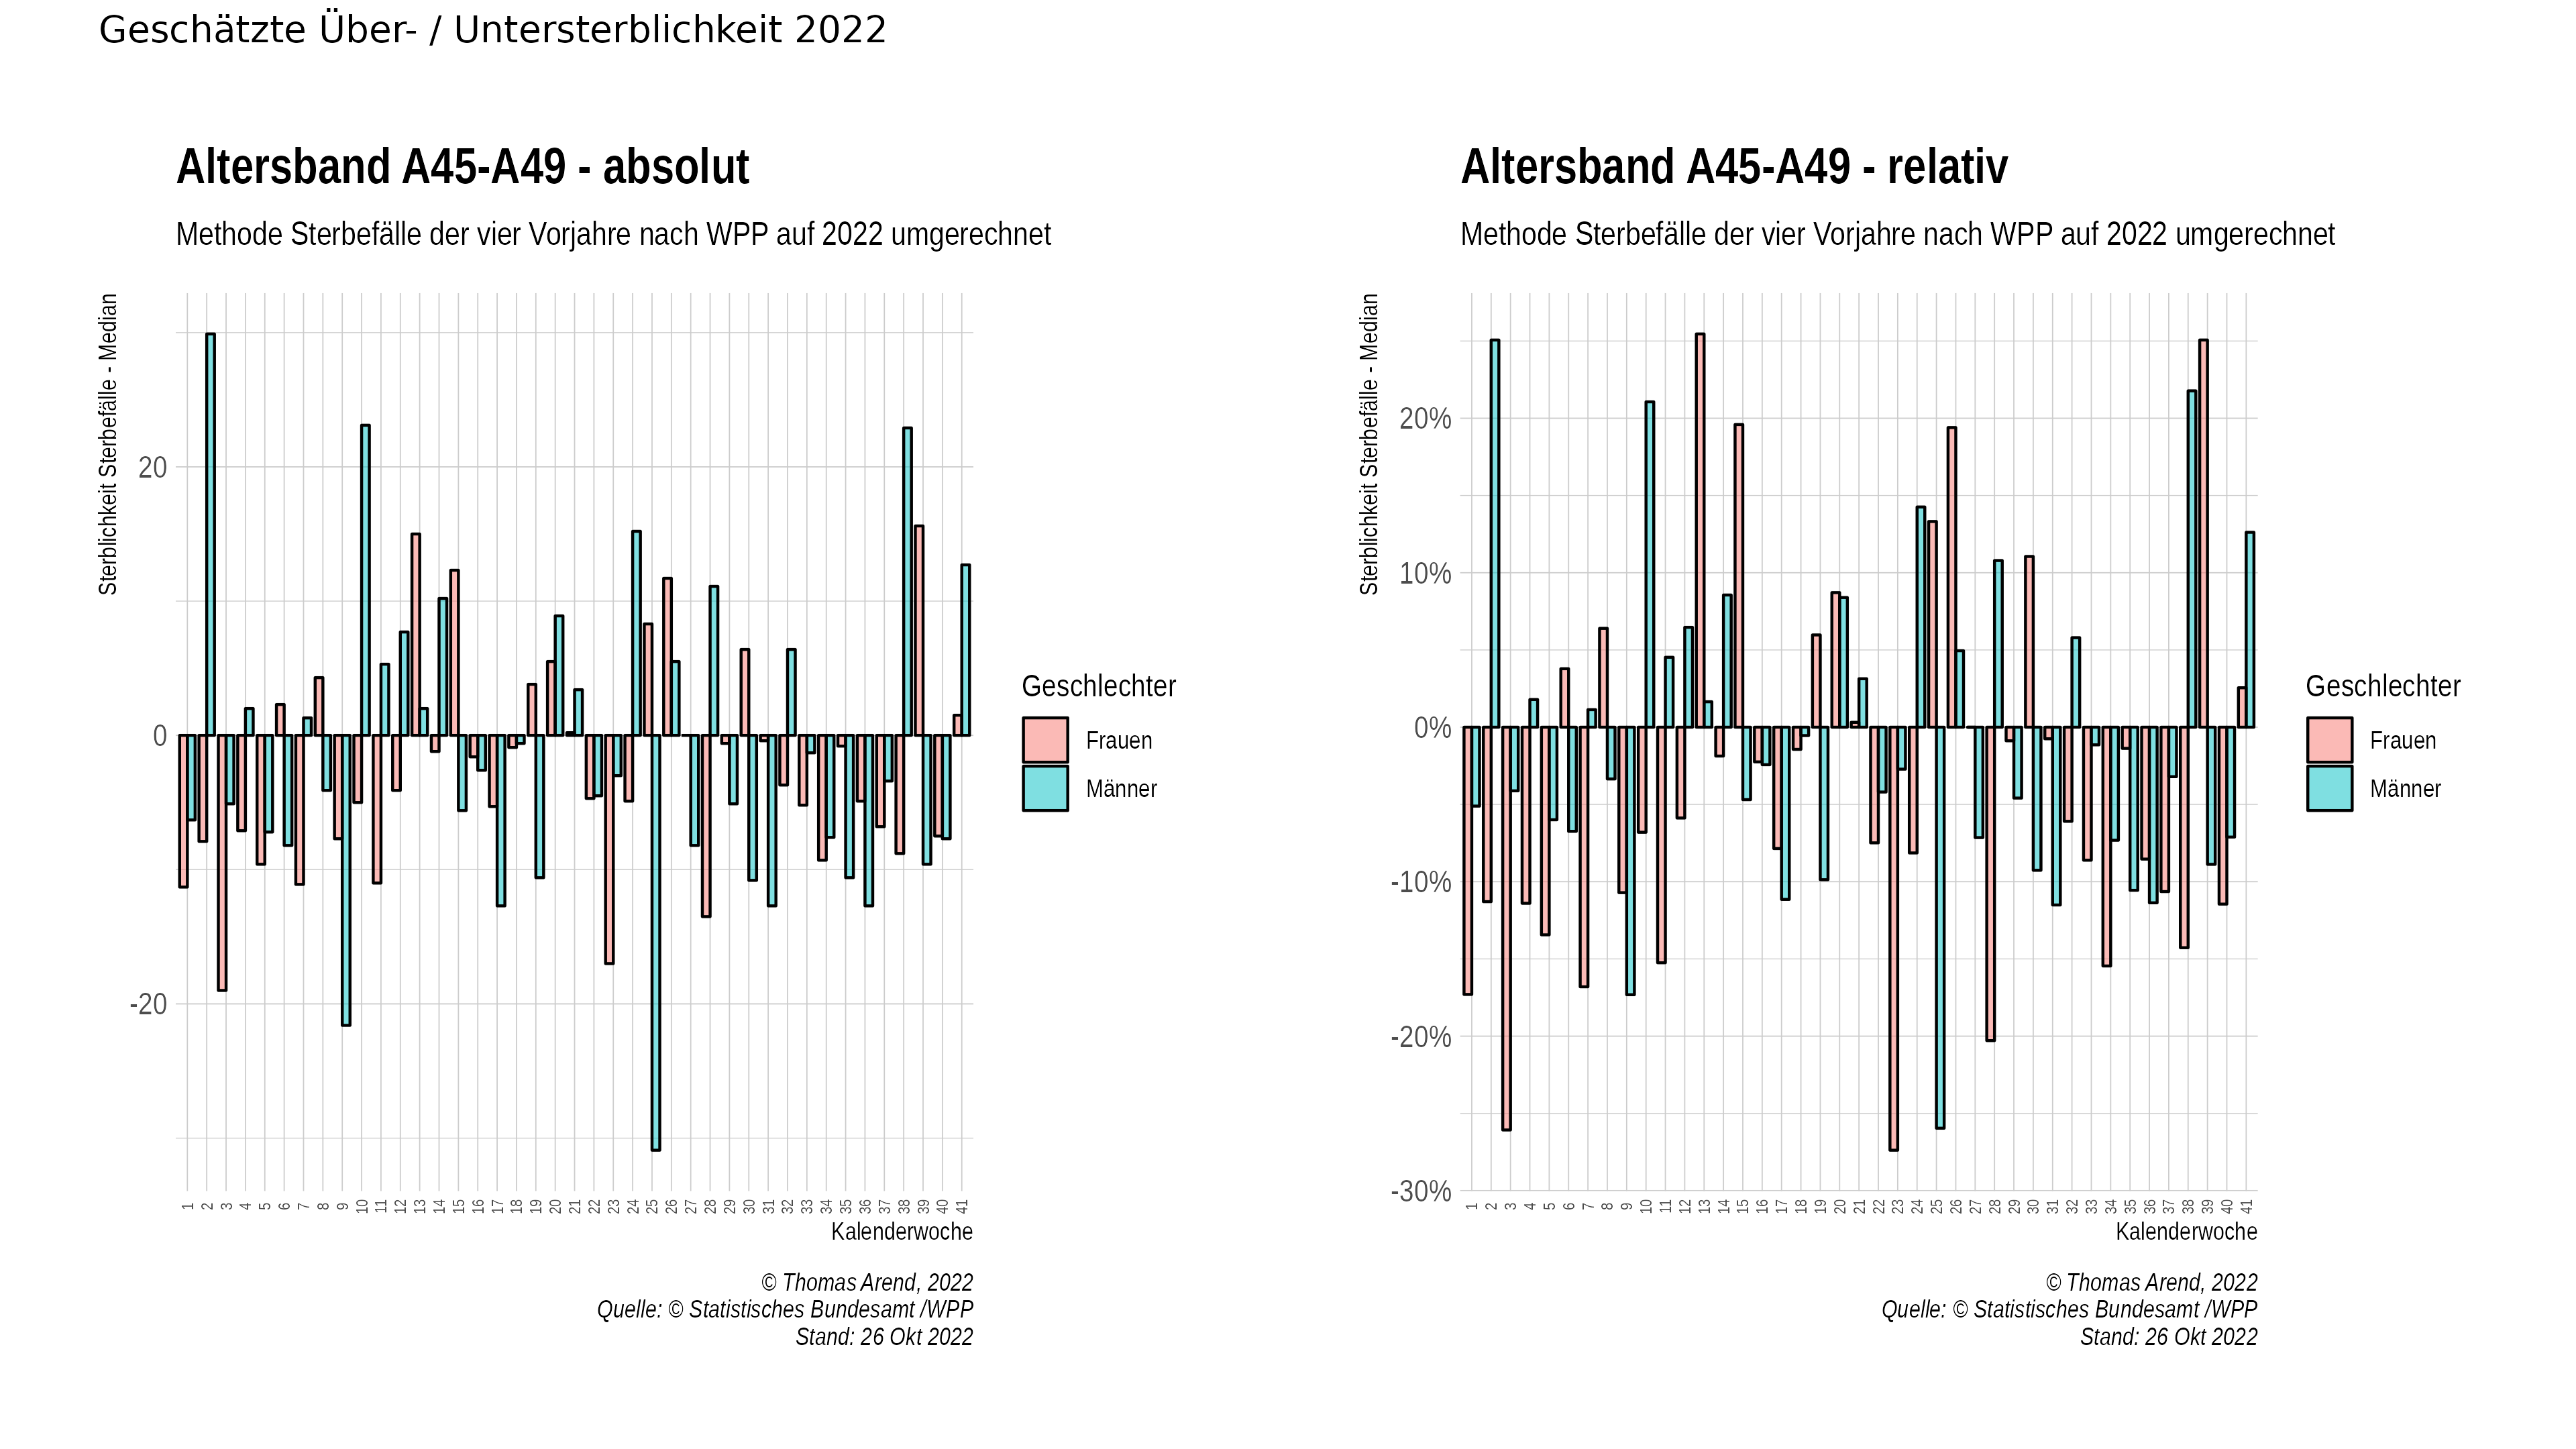 Geschätzte Über- / Untersterblichkeit 2022
Altersband A45-A49 - absolut
Methode Sterbefälle der vier Vorjahre nach WPP auf 2022 umgerechnet
Sterblichkeit Sterbefälle - Median
20
0
-20
1 2 3 4 5 6 7 8 9 10 11 12 13 14 15 16 17 18 19 20 21 22 23 24 25 26 27 28 29 30 31 32 33 34 35 36 37 38 39 40 41
Kalenderwoche
Geschlechter
Frauen
Männer
© Thomas Arend, 2022
Quelle: © Statistisches Bundesamt /WPP
Stand: 26 Okt 2022
Altersband A45-A49 - relativ
Methode Sterbefälle der vier Vorjahre nach WPP auf 2022 umgerechnet
Sterblichkeit Sterbefälle - Median
20%
10%
0%
-10%
-20%
-30%
1 2 3 4 5 6 7 8 9 10 11 12 13 14 15 16 17 18 19 20 21 22 23 24 25 26 27 28 29 30 31 32 33 34 35 36 37 38 39 40 41
Kalenderwoche
Geschlechter
Frauen
Männer
© Thomas Arend, 2022
Quelle: © Statistisches Bundesamt /WPP
Stand: 26 Okt 2022